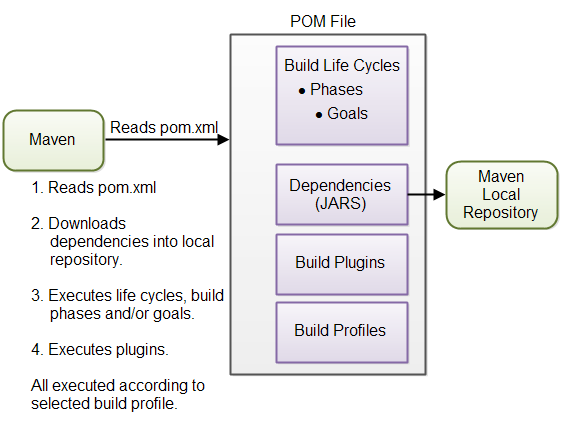 POM File
Build Life Cycles
• Phases
• Goals
Maven
Reads pom.xml
Dependencies
(JARS)
Maven
Local
Repository
Build Plugins
Build Profiles
1. Reads pom.xml
2. Downloads
dependencies into local
repository.
3. Executes life cycles, build
phases and/or goals.
4. Executes plugins.
All executed according to
selected build profile.